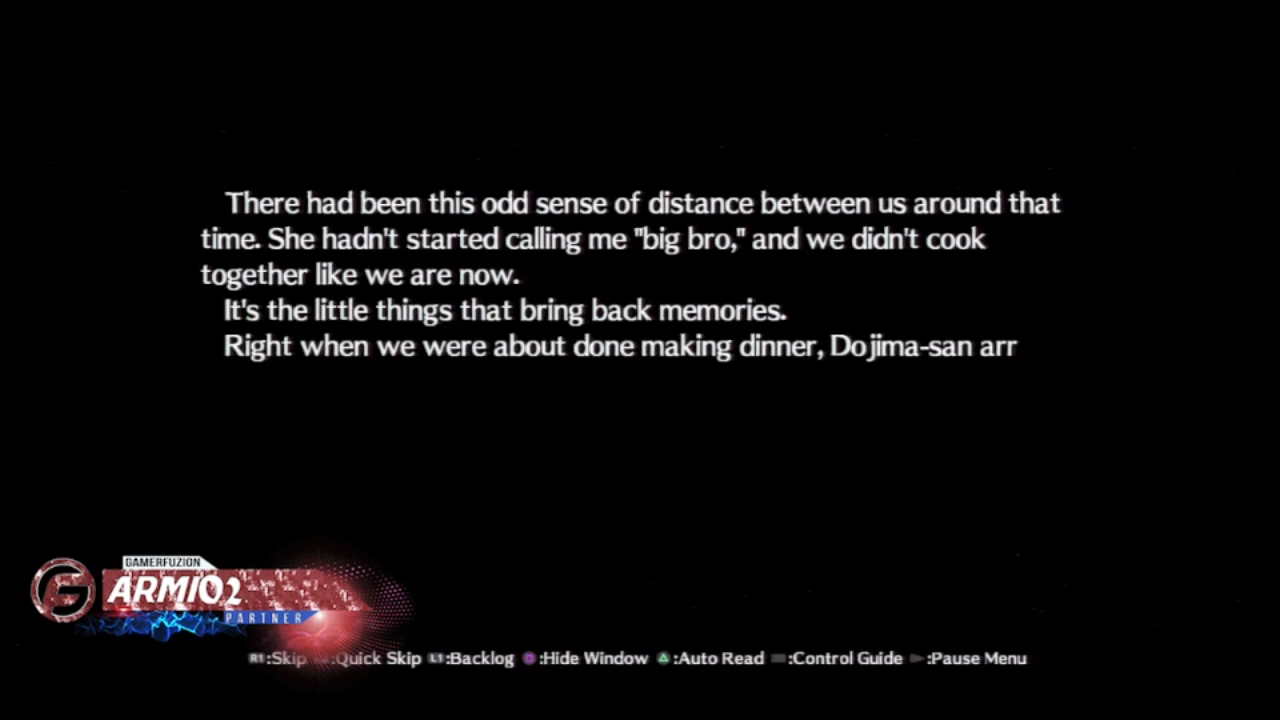 There had been this odd sense of distance between us around that
time. She hadn't started calling me "big bro," and we didn't cook
together like we are now.
It's the little things that bring back memories.
Right when we were about done making dinner, Dojima-san arr
GAMERFUZION
ARMIO2
PARTNER
R1:Skip :Quick Skip L1:Backlog :Hide Window :Auto Read :Control Guide :Pause Menu